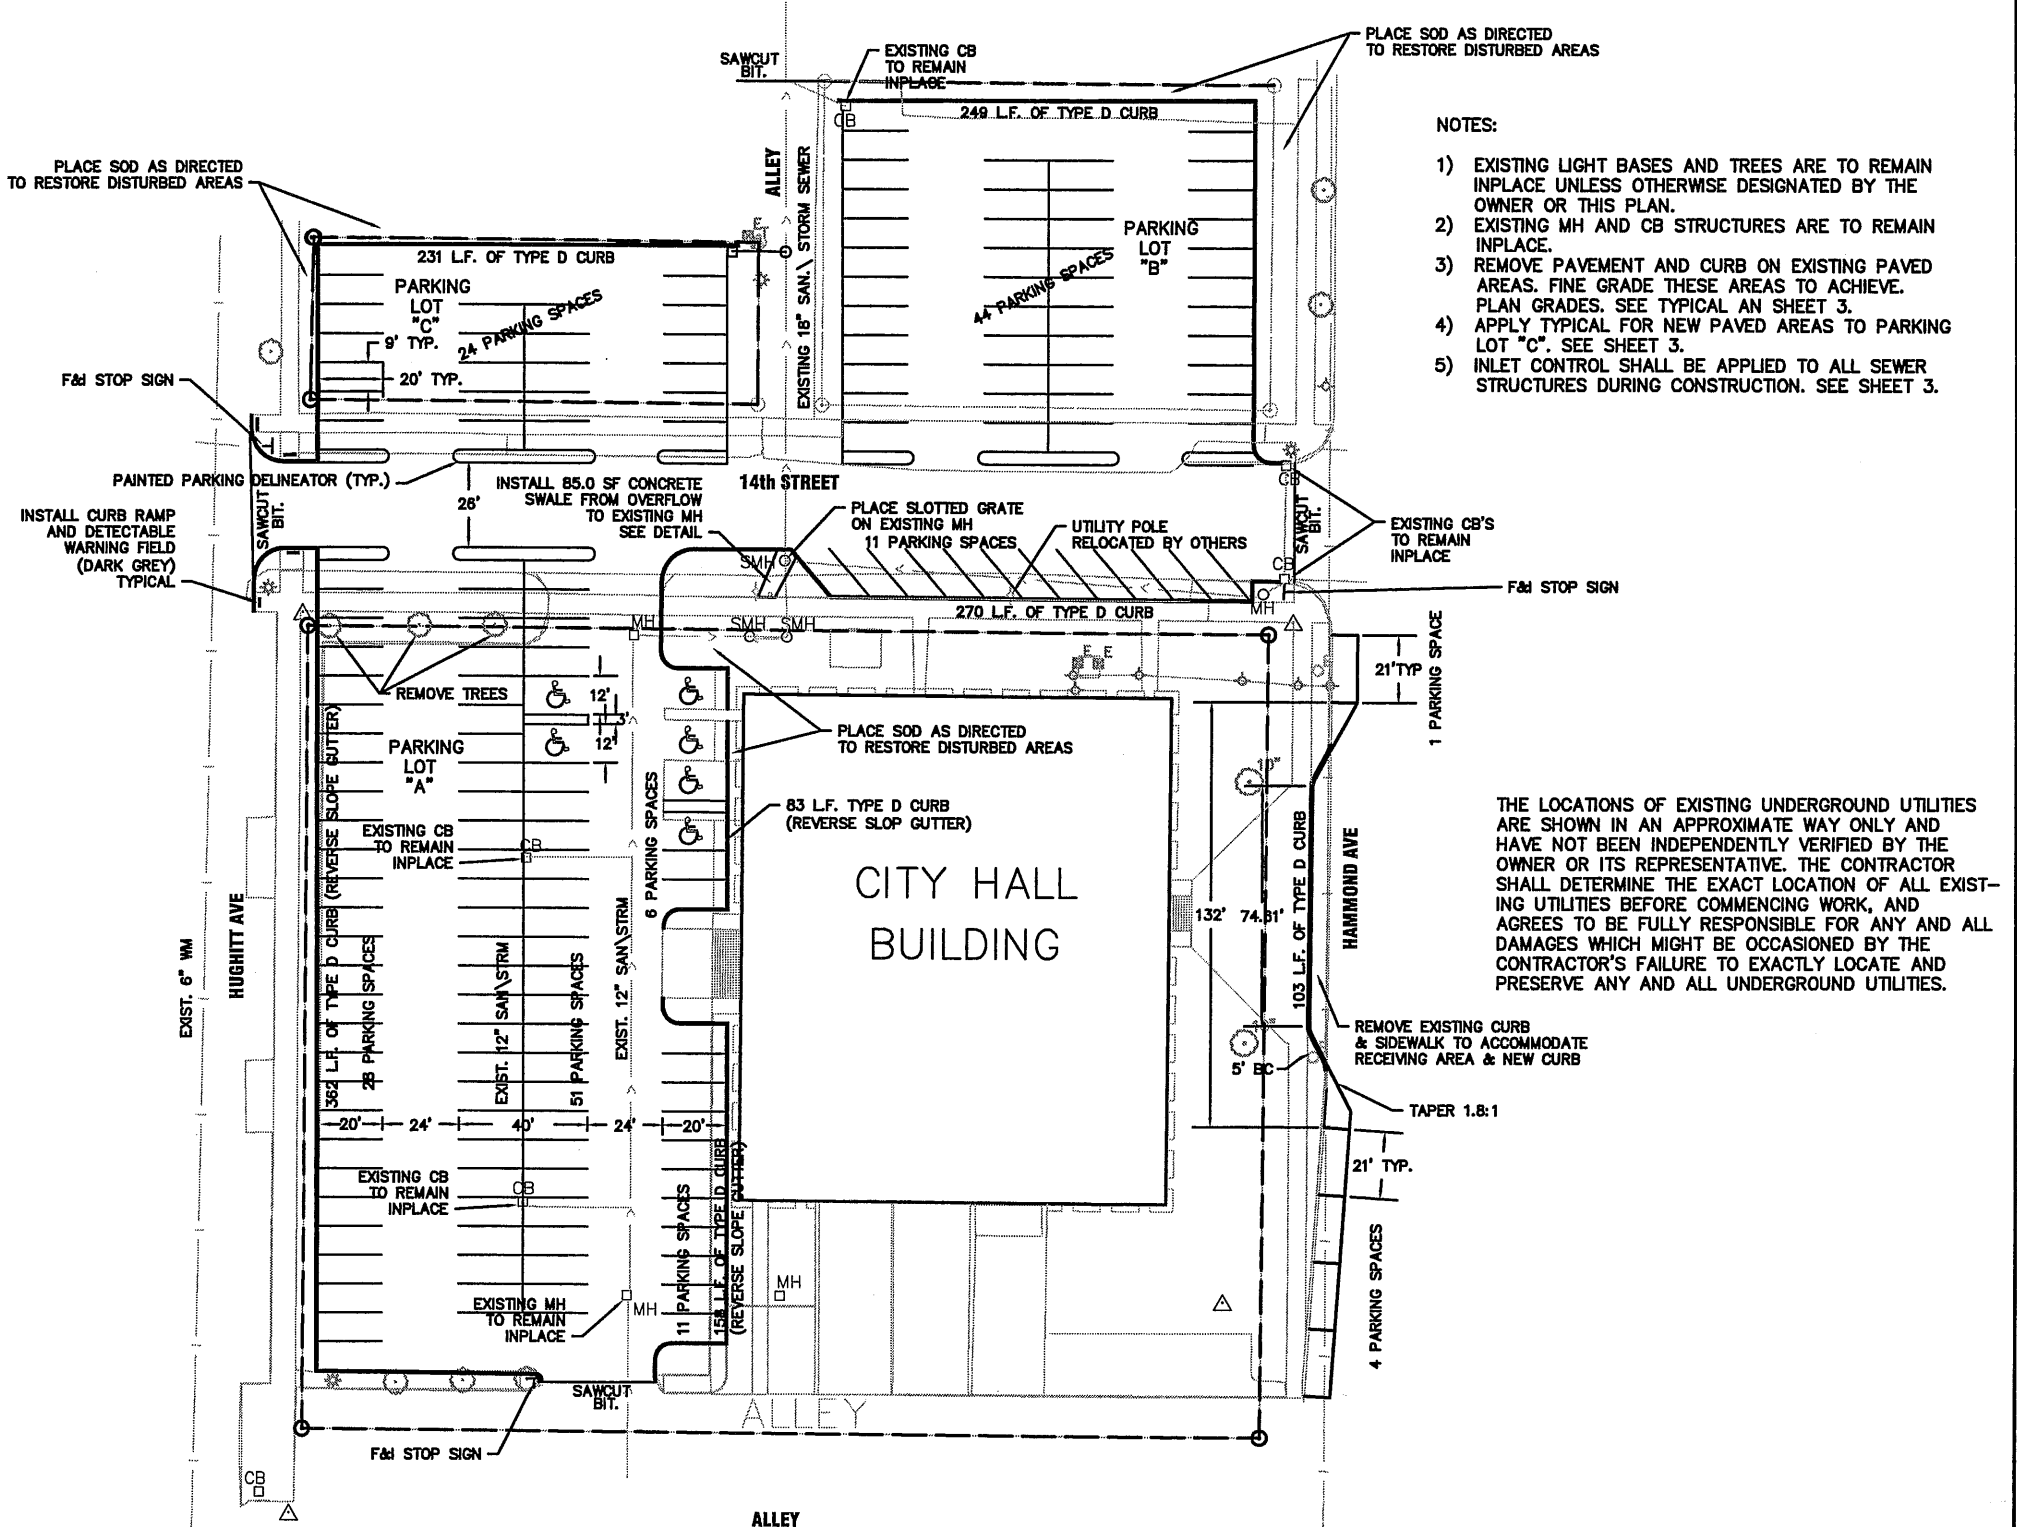 PLACE SOD AS DIRECTED
TO RESTORE DISTURBED AREAS
EXISTING CB
TO REMAIN
INPLACE
SAWCUT
BIT.
CB
249 L.F. OF TYPE D CURB
NOTES:
1) EXISTING LIGHT BASES AND TREES ARE TO REMAIN
INPLACE UNLESS OTHERWISE DESIGNATED BY THE
OWNER OR THIS PLAN.
2) EXISTING MH AND CB STRUCTURES ARE TO REMAIN
INPLACE.
3) REMOVE PAVEMENT AND CURB ON EXISTING PAVED
AREAS. FINE GRADE THESE AREAS TO ACHIEVE.
PLAN GRADES. SEE TYPICAL AN SHEET 3.
4) APPLY TYPICAL FOR NEW PAVED AREAS TO PARKING
LOT "C". SEE SHEET 3.
5) INLET CONTROL SHALL BE APPLIED TO ALL SEWER
STRUCTURES DURING CONSTRUCTION. SEE SHEET 3.
PLACE SOD AS DIRECTED
TO RESTORE DISTURBED AREAS
ALLEY
EXISTING 18" SAN.\ STORM SEWER
PARKING
LOT
"B"
44 PARKING SPACES
231 L.F. OF TYPE D CURB
PARKING
LOT
"C"
24 PARKING SPACES
9' TYP.
20' TYP.
F&I STOP SIGN
PAINTED PARKING DELINEATOR (TYP.)
SAWCUT
BIT.
INSTALL CURB RAMP
AND DETECTABLE
WARNING FIELD
(DARK GREY)
TYPICAL
26'
INSTALL 85.0 SF CONCRETE
SWALE FROM OVERFLOW
TO EXISTING MH
SEE DETAIL
14th STREET
PLACE SLOTTED GRATE
ON EXISTING MH
11 PARKING SPACES
UTILITY POLE
RELOCATED BY OTHERS
CB
SAWCUT
BIT.
EXISTING CB'S
TO REMAIN
INPLACE
CB
F&I STOP SIGN
SMH
MH
270 L.F. OF TYPE D CURB
MH
SMH
SMH
E
E
REMOVE TREES
12'
3'
12'
PLACE SOD AS DIRECTED
TO RESTORE DISTURBED AREAS
21'TYP
1 PARKING SPACE
PARKING
LOT
"A"
362 L.F. OF TYPE D CURB (REVERSE SLOPE GUTTER)
28 PARKING SPACES
EXISTING CB
TO REMAIN
INPLACE
CB
EXIST. 12" SAN\STRM
51 PARKING SPACES
EXIST. 12" SAN\STRM
6 PARKING SPACES
83 L.F. TYPE D CURB
(REVERSE SLOP GUTTER)
CITY HALL
BUILDING
132'
74.81'
103 L.F. OF TYPE D CURB
HAMMOND AVE
THE LOCATIONS OF EXISTING UNDERGROUND UTILITIES
ARE SHOWN IN AN APPROXIMATE WAY ONLY AND
HAVE NOT BEEN INDEPENDENTLY VERIFIED BY THE
OWNER OR ITS REPRESENTATIVE. THE CONTRACTOR
SHALL DETERMINE THE EXACT LOCATION OF ALL EXIST-
ING UTILITIES BEFORE COMMENCING WORK, AND
AGREES TO BE FULLY RESPONSIBLE FOR ANY AND ALL
DAMAGES WHICH MIGHT BE OCCASIONED BY THE
CONTRACTOR'S FAILURE TO EXACTLY LOCATE AND
PRESERVE ANY AND ALL UNDERGROUND UTILITIES.
EXIST. 6" WM
HUGHITT AVE
5' BC
REMOVE EXISTING CURB
& SIDEWALK TO ACCOMMODATE
RECEIVING AREA & NEW CURB
TAPER 1.8:1
20'
24'
40'
24'
20'
21' TYP.
EXISTING CB
TO REMAIN
INPLACE
CB
11 PARKING SPACES
158 L.F. OF TYPE D CURB
(REVERSE SLOPE GUTTER)
EXISTING MH
TO REMAIN
INPLACE
MH
MH
4 PARKING SPACES
SAWCUT
BIT.
ALLEY
F&I STOP SIGN
CB
ALLEY